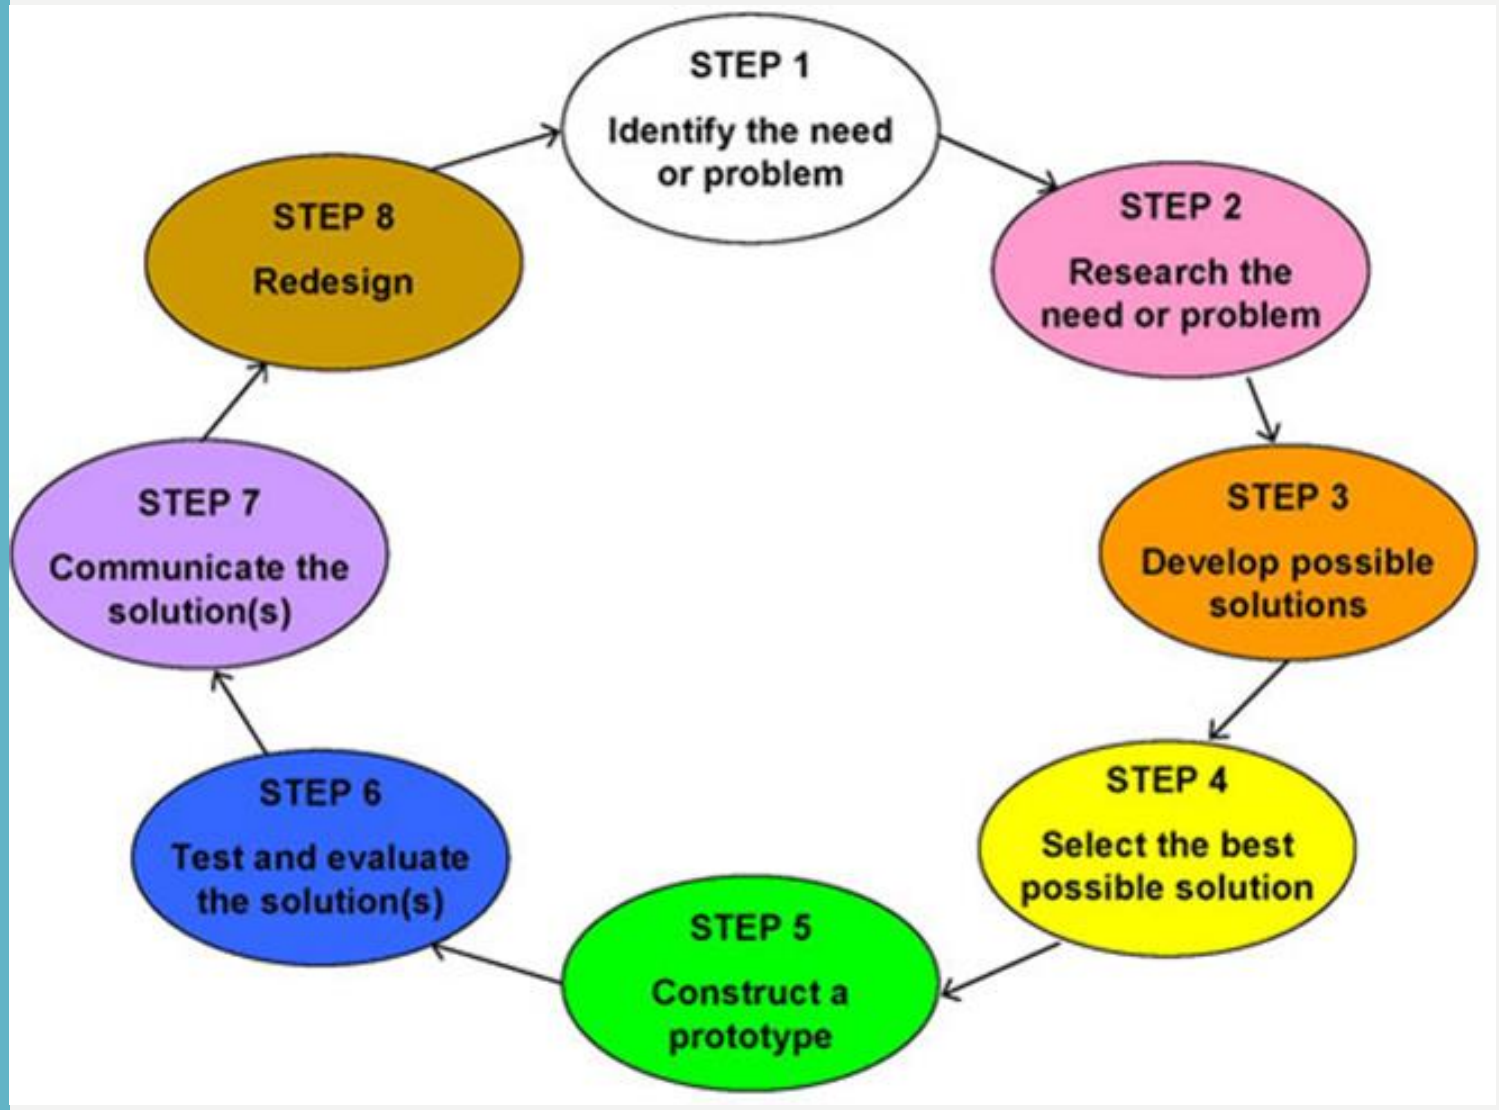 STEP 1
Identify the need
or problem
STEP 2
Research the
need or problem
STEP 3
Develop possible
solutions
STEP 4
Select the best
possible solution
STEP 5
Construct a
prototype
STEP 6
Test and evaluate
the solution(s)
STEP 7
Communicate the
solution(s)
STEP 8
Redesign